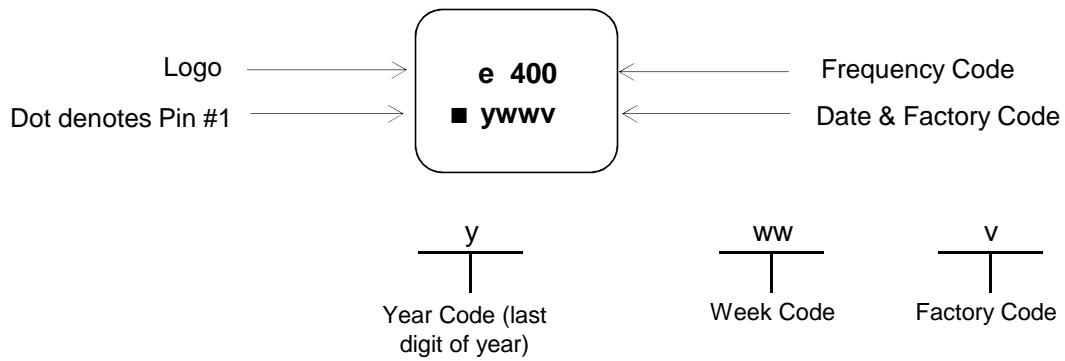 Logo
e 400
Frequency Code
Dot denotes Pin #1
■ ywwv
Date & Factory Code
y
ww
v
Year Code (last
digit of year)
Week Code
Factory Code